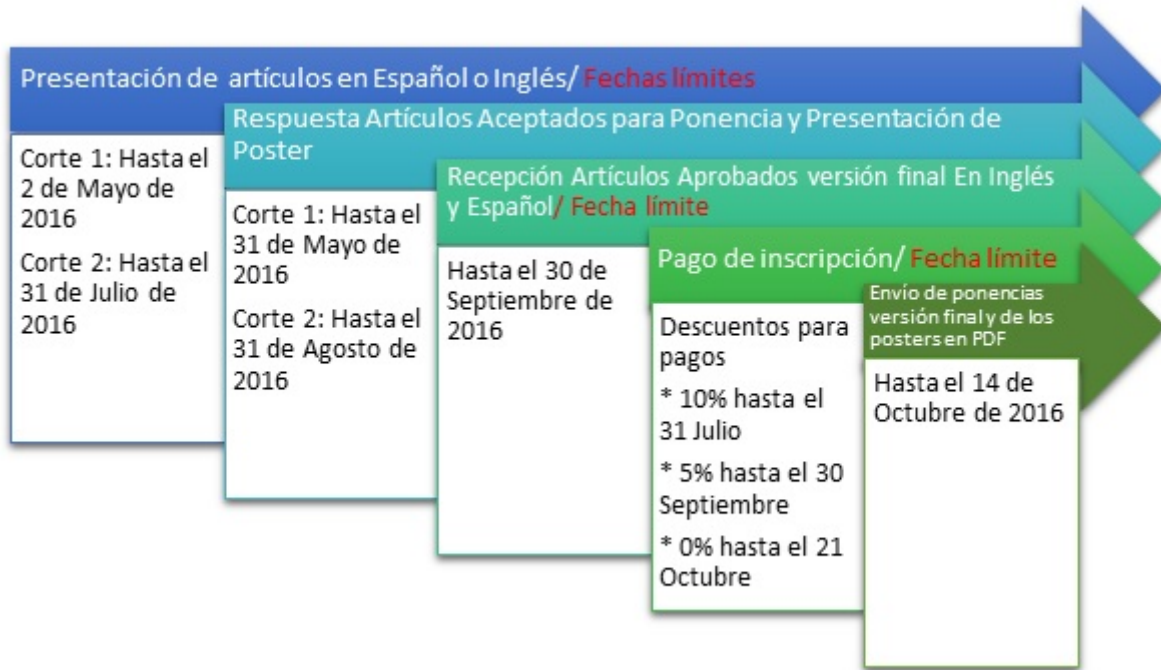 Presentación de artículos en Español o Inglés/ Fechas límites
Corte 1: Hasta el
2 de Mayo de
2016
Corte 2: Hasta el
31 de Julio de
2016
Respuesta Artículos Aceptados para Ponencia y Presentación de
Poster
Corte 1: Hasta el
31 de Mayo de
2016
Corte 2: Hasta el
31 de Agosto de
2016
Recepción Artículos Aprobados versión final En Inglés
y Español/ Fecha límite
Hasta el 30 de
Septiembre de
2016
Pago de inscripción/ Fecha límite
Descuentos para
pagos
* 10% hasta el
31 Julio
* 5% hasta el 30
Septiembre
* 0% hasta el 21
Octubre
Envío de ponencias
versión final y de los
posters en PDF
Hasta el 14 de
Octubre de 2016